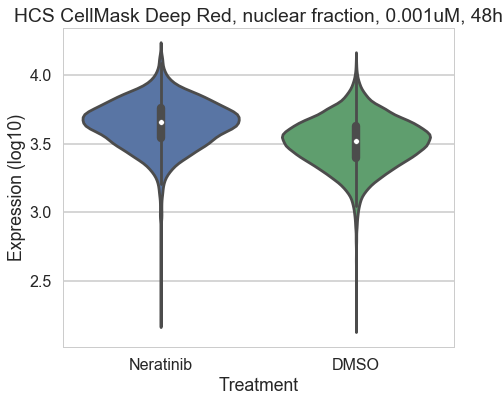 HCS CellMask Deep Red, nuclear fraction, 0.001uM, 48h
4.0
3.5
3.0
2.5
Expression (log10)
Neratinib DMSO
Treatment